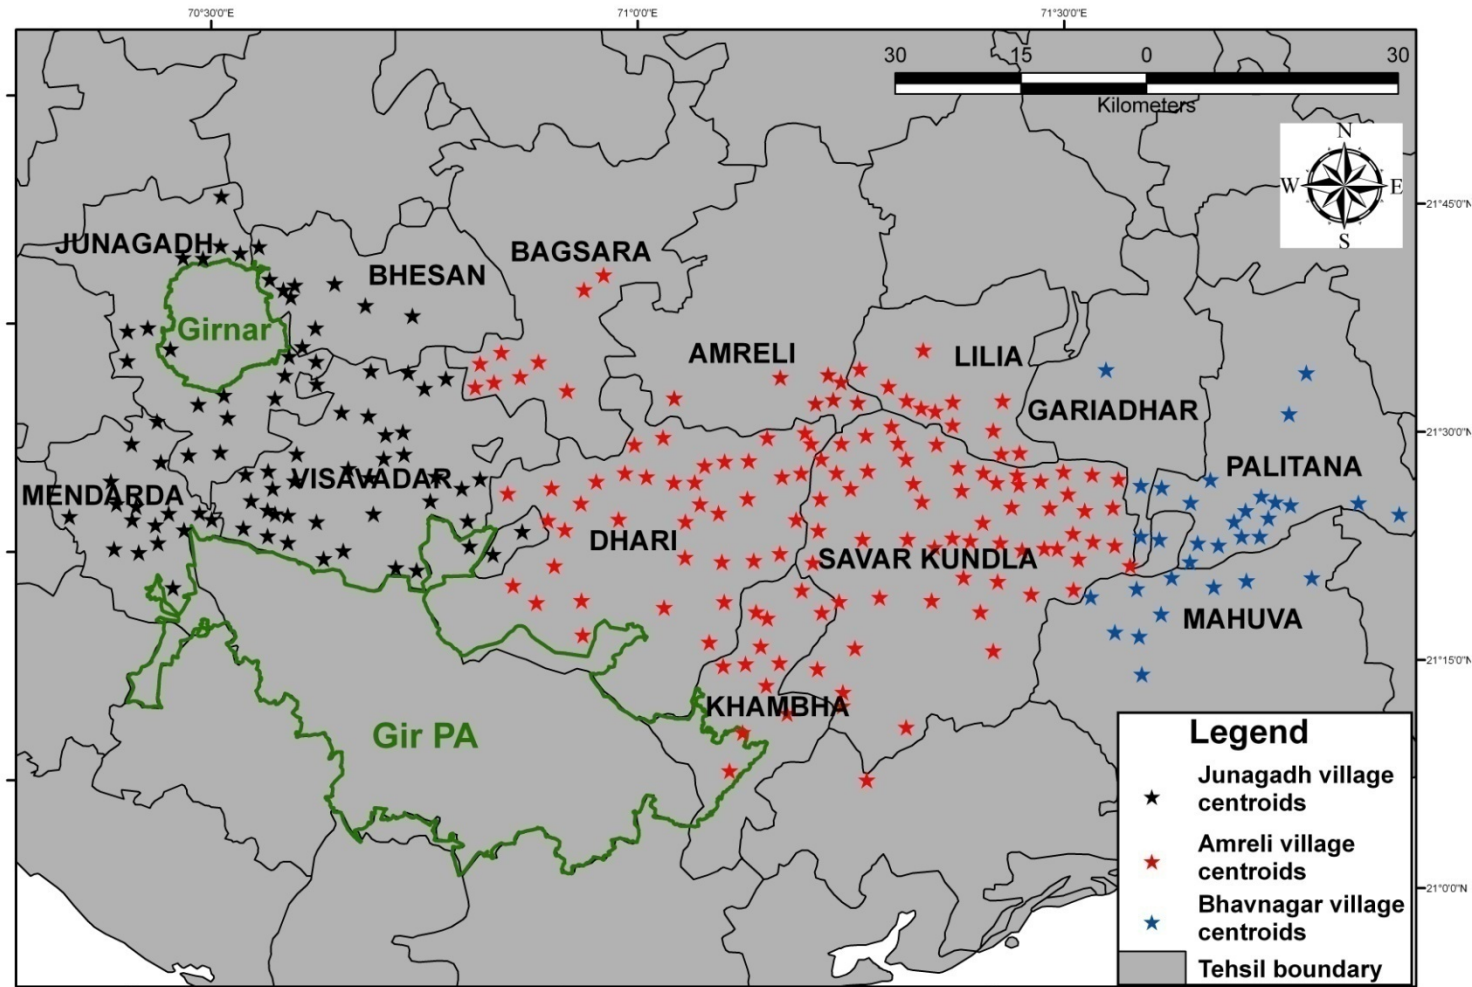 70°30'0"E 71°0'0"E 71°30'0"E
30 15 0 30
Kilometers
N
W E
S
21°45'0"N
JUNAGADH
BHESAN
BAGSARA
Girnar
AMRELI
LILIA
GARIADHAR
21°30'0"N
PALITANA
MENDARDA
VISAVADAR
DHARI
SAVAR KUNDLA
MAHUVA
21°15'0"N
KHAMBHA
Gir PA
Legend
Junagadh village
centroids
Amreli village
centroids
21°0'0"N
Bhavnagar village
centroids
Tehsil boundary